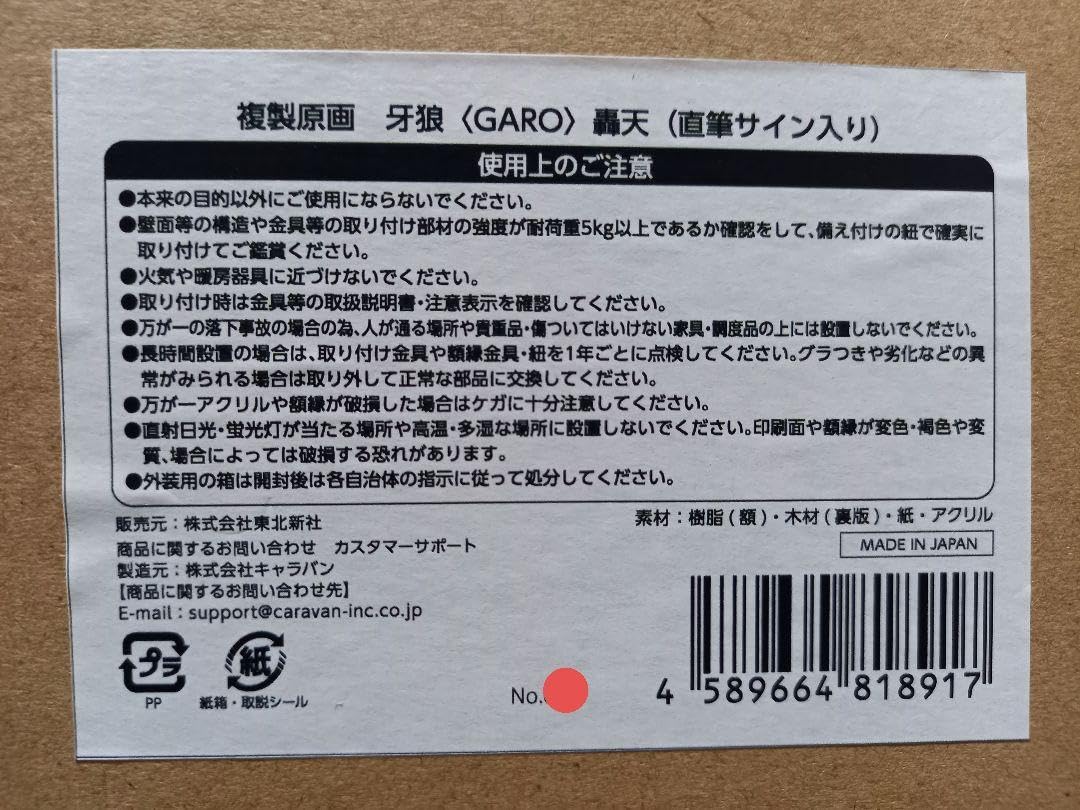 複製原画　牙狼〈GARO〉轟天（直筆サイン入り）
使用上のご注意
●本来の目的以外にご使用にならないでください。
●壁面等の構造や金具等の取り付け部材の強度が耐荷重5kg以上であるか確認をして、備え付けの紐で確実に
取り付けてご鑑賞ください。
●火気や暖房器具に近づけないでください。
●取り付け時は金具等の取扱説明書・注意表示を確認してください。
●万が一の落下事故の場合の為、人が通る場所や貴重品・傷ついてはいけない家具・調度品の上には設置しないでください。
●長時間設置の場合は、取り付け金具や額縁金具・紐を1年ごとに点検してください。グラつきや劣化などの異
常がみられる場合は取り外して正常な部品に交換してください。
●万が一アクリルや額縁が破損した場合はケガに十分注意してください。
●直射日光・蛍光灯が当たる場所や高温・多湿な場所に設置しないでください。印刷面や額縁が変色・褐色や変
質、場合によっては破損する恐れがあります。
●外装用の箱は開封後は各自治体の指示に従って処分してください。
販売元：株式会社東北新社
商品に関するお問い合わせ　カスタマーサポート
製造元：株式会社キャラバン
【商品に関するお問い合わせ先】
E-mail：support@caravan-inc.co.jp
素材：樹脂(額)・木材(裏版)・紙・アクリル
MADE IN JAPAN
プラ
PP
紙
紙箱・取説シール
No.
4 589664 818917